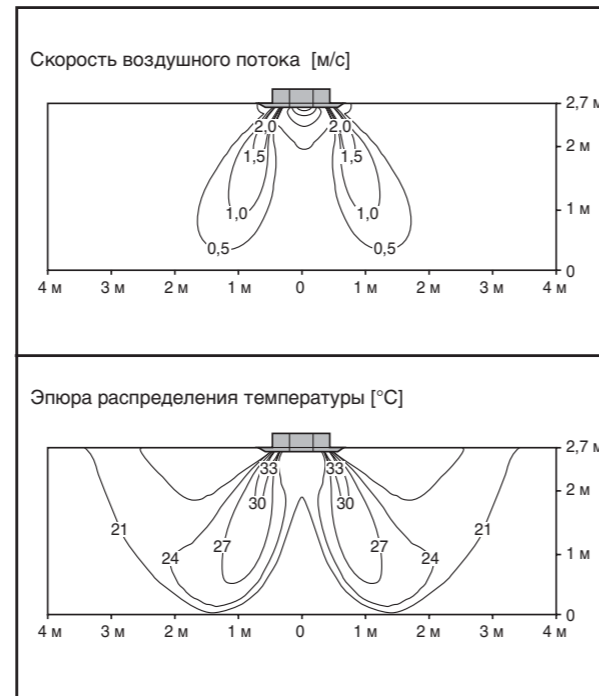 Скорость воздушного потока [м/с]
2,7 м
2,0 2,0
2 м
1,5 1,5
1,0 1,0
1 м
0,5 0,5
0
4 м 3 м 2 м 1 м 0 1 м 2 м 3 м 4 м
Эпюра распределения температуры [°C]
2,7 м
33 33
2 м
30 30
21 21
27 27
24 24
1 м
0
4 м 3 м 2 м 1 м 0 1 м 2 м 3 м 4 м